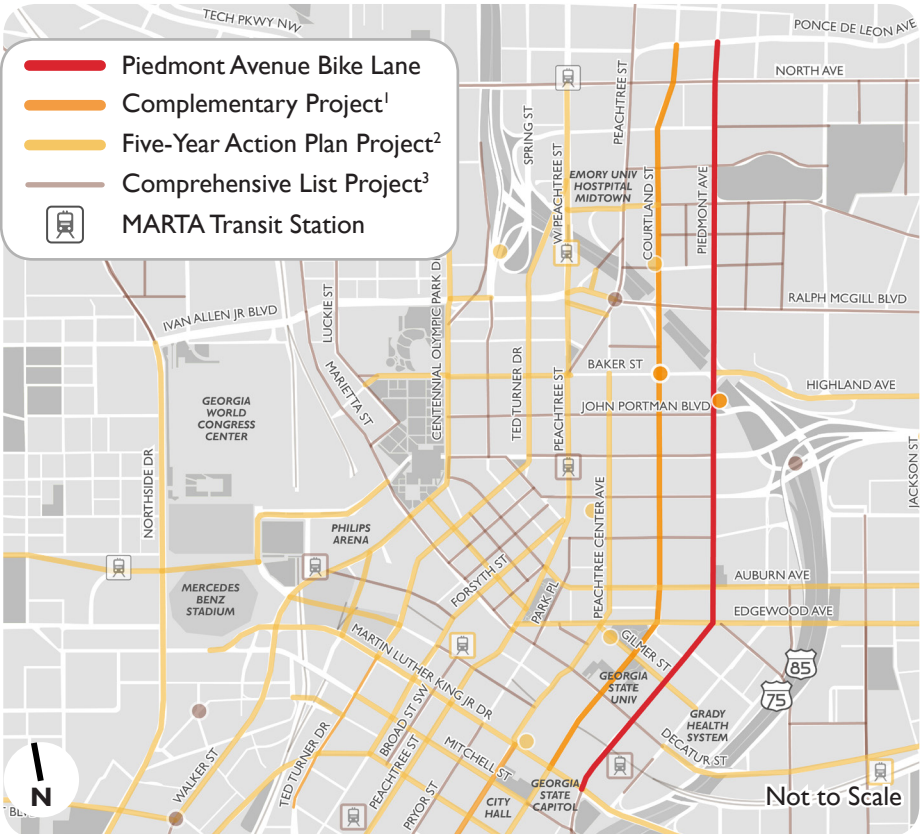 TECH PKWY NW
PONCE DE LEON AVE
Piedmont Avenue Bike Lane
Complementary Project¹
Five-Year Action Plan Project²
Comprehensive List Project³
MARTA Transit Station
NORTH AVE
SPRING ST
PEACHTREE ST
W. PEACHTREE ST
EMORY UNIV
HOSTPITAL
MIDTOWN
COURTLAND ST
PIEDMONT AVE
IVAN ALLEN JR BLVD
LUCKIE ST
CENTENNIAL OLYMPIC PARK
RALPH MCGILL BLVD
MARIETTA ST
TED TURNER DR
PEACHTREE ST
BAKER ST
HIGHLAND AVE
JOHN PORTMAN BLVD
GEORGIA
WORLD
CONGRESS
CENTER
NORTHSIDE DR
JACKSON ST
PHILIPS
ARENA
PEACHTREE CENTER AVE
FORSYTH ST
PARK PL
AUBURN AVE
EDGEWOOD AVE
MERCEDES
BENZ
STADIUM
MARTIN LUTHER KING JR DR
GILMER ST
GEORGIA
STATE
UNIV
85
75
GRADY
HEALTH
SYSTEM
DECATUR ST
WALKER ST
TED TURNER DR
BROAD ST SW
PEACHTREE ST
MITCHELL ST
PRYOR ST
CITY
HALL
GEORGIA
STATE
CAPITOL
N
Not to Scale